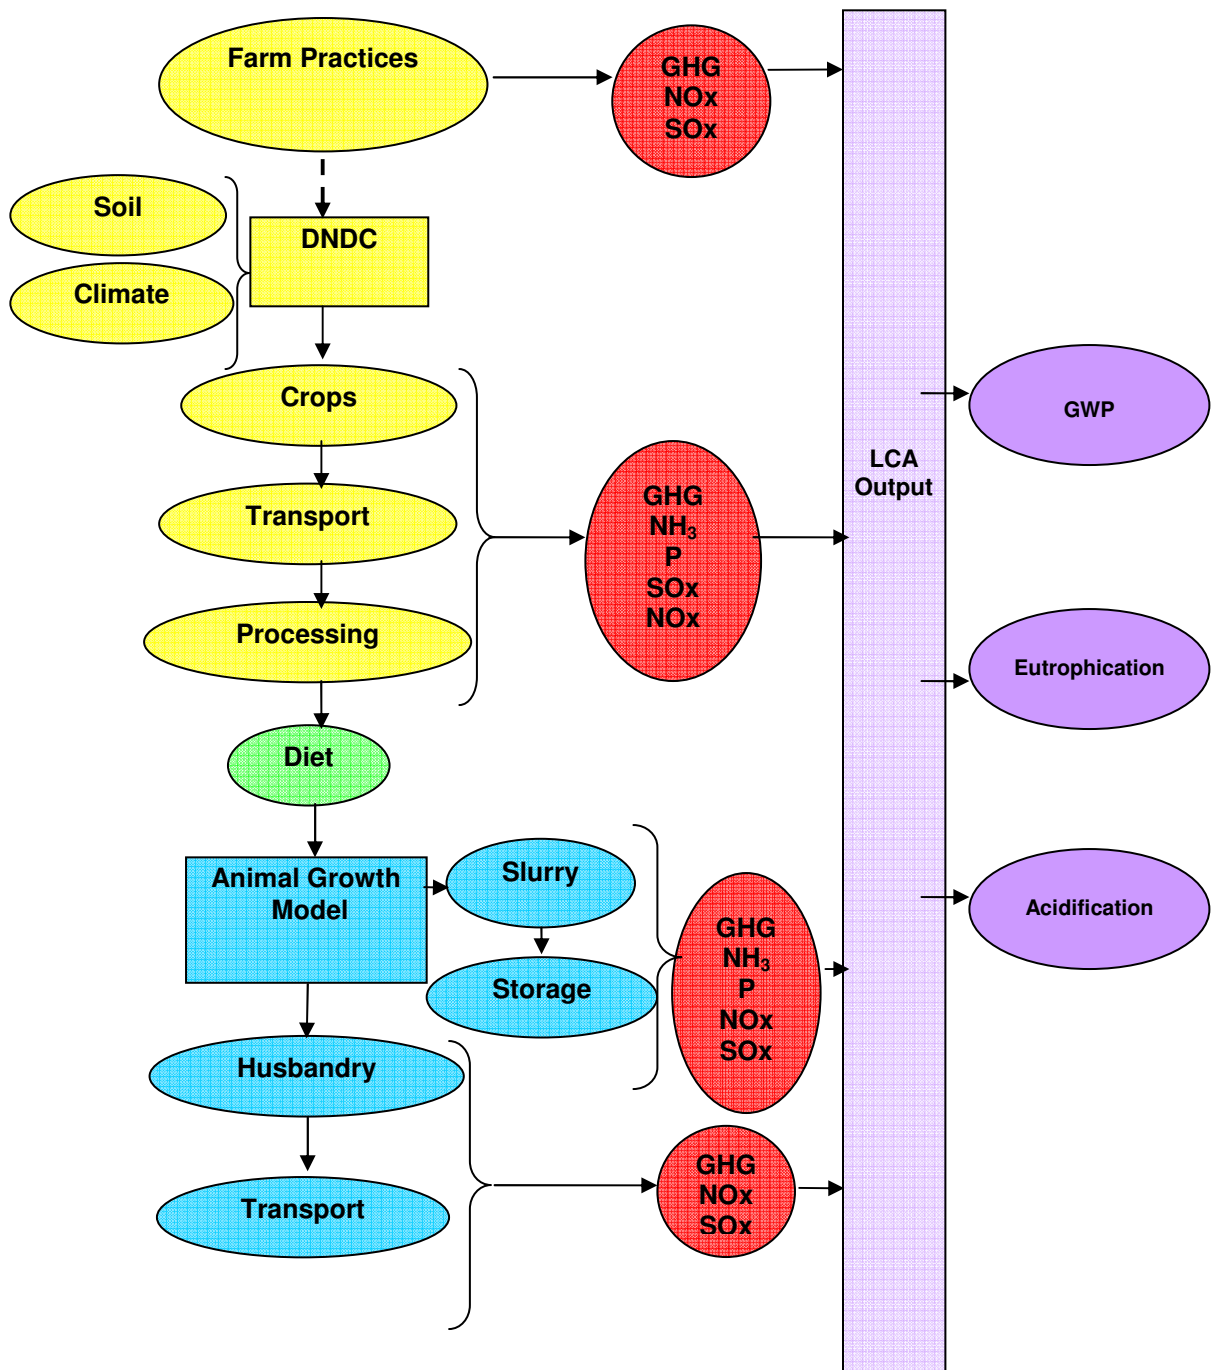 Farm Practices
GHG
NOx
SOx
Soil
DNDC
Climate
Crops
GWP
LCA
Output
Transport
GHG
NH₃
P
SOx
NOx
Processing
Eutrophication
Diet
Animal Growth
Model
Slurry
Storage
GHG
NH₃
P
NOx
SOx
Acidification
Husbandry
Transport
GHG
NOx
SOx